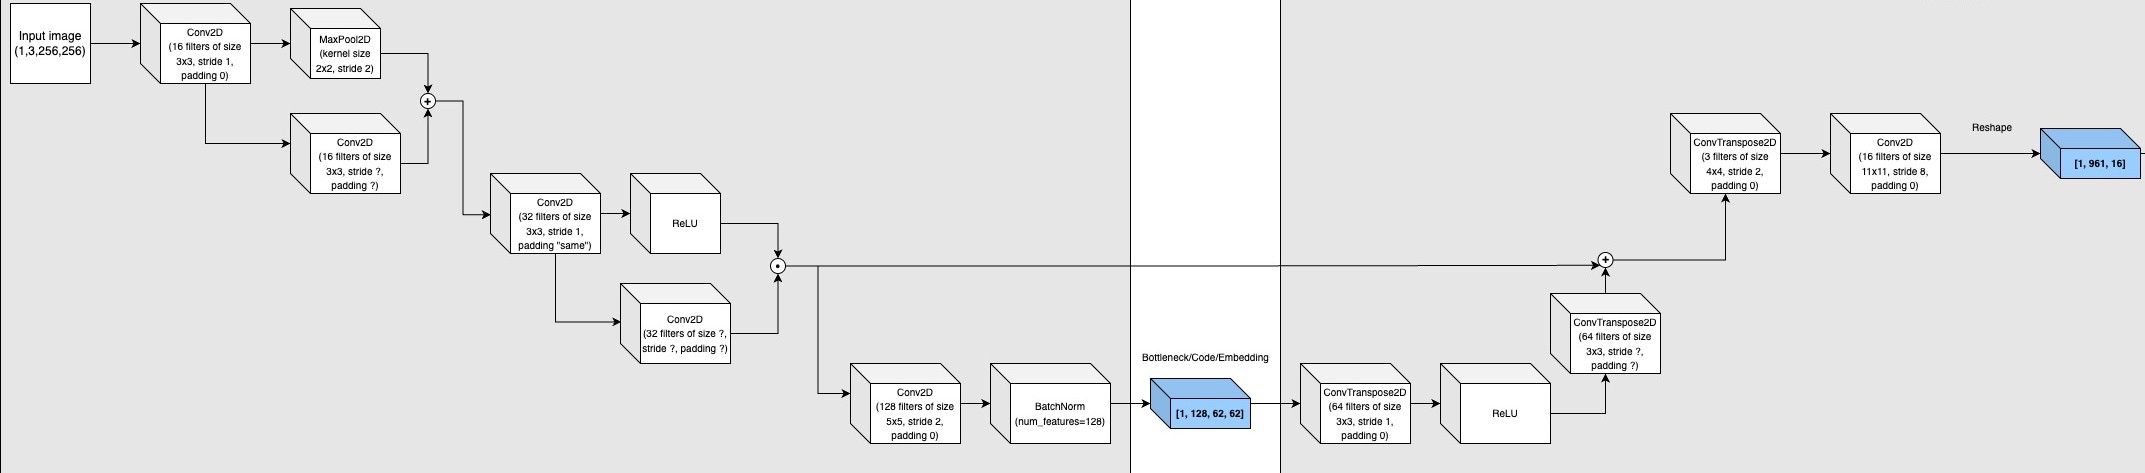 Input image
(1,3,256,256)
Conv2D
(16 filters of size
3x3, stride 1,
padding 0)
MaxPool2D
(kernel size
2x2, stride 2)
+
Conv2D
(16 filters of size
3x3, stride ?,
padding ?)
Conv2D
(32 filters of size
3x3, stride 1,
padding "same")
ReLU
Conv2D
(32 filters of size ?,
stride ?, padding ?)
Conv2D
(128 filters of size
5x5, stride 2,
padding 0)
BatchNorm
(num_features=128)
Bottleneck/Code/Embedding
[1, 128, 62, 62]
ConvTranspose2D
(64 filters of size
3x3, stride 1,
padding 0)
ReLU
ConvTranspose2D
(64 filters of size
3x3, stride ?,
padding ?)
+
ConvTranspose2D
(3 filters of size
4x4, stride 2,
padding 0)
Conv2D
(16 filters of size
11x11, stride 8,
padding 0)
Reshape
[1, 961, 16]